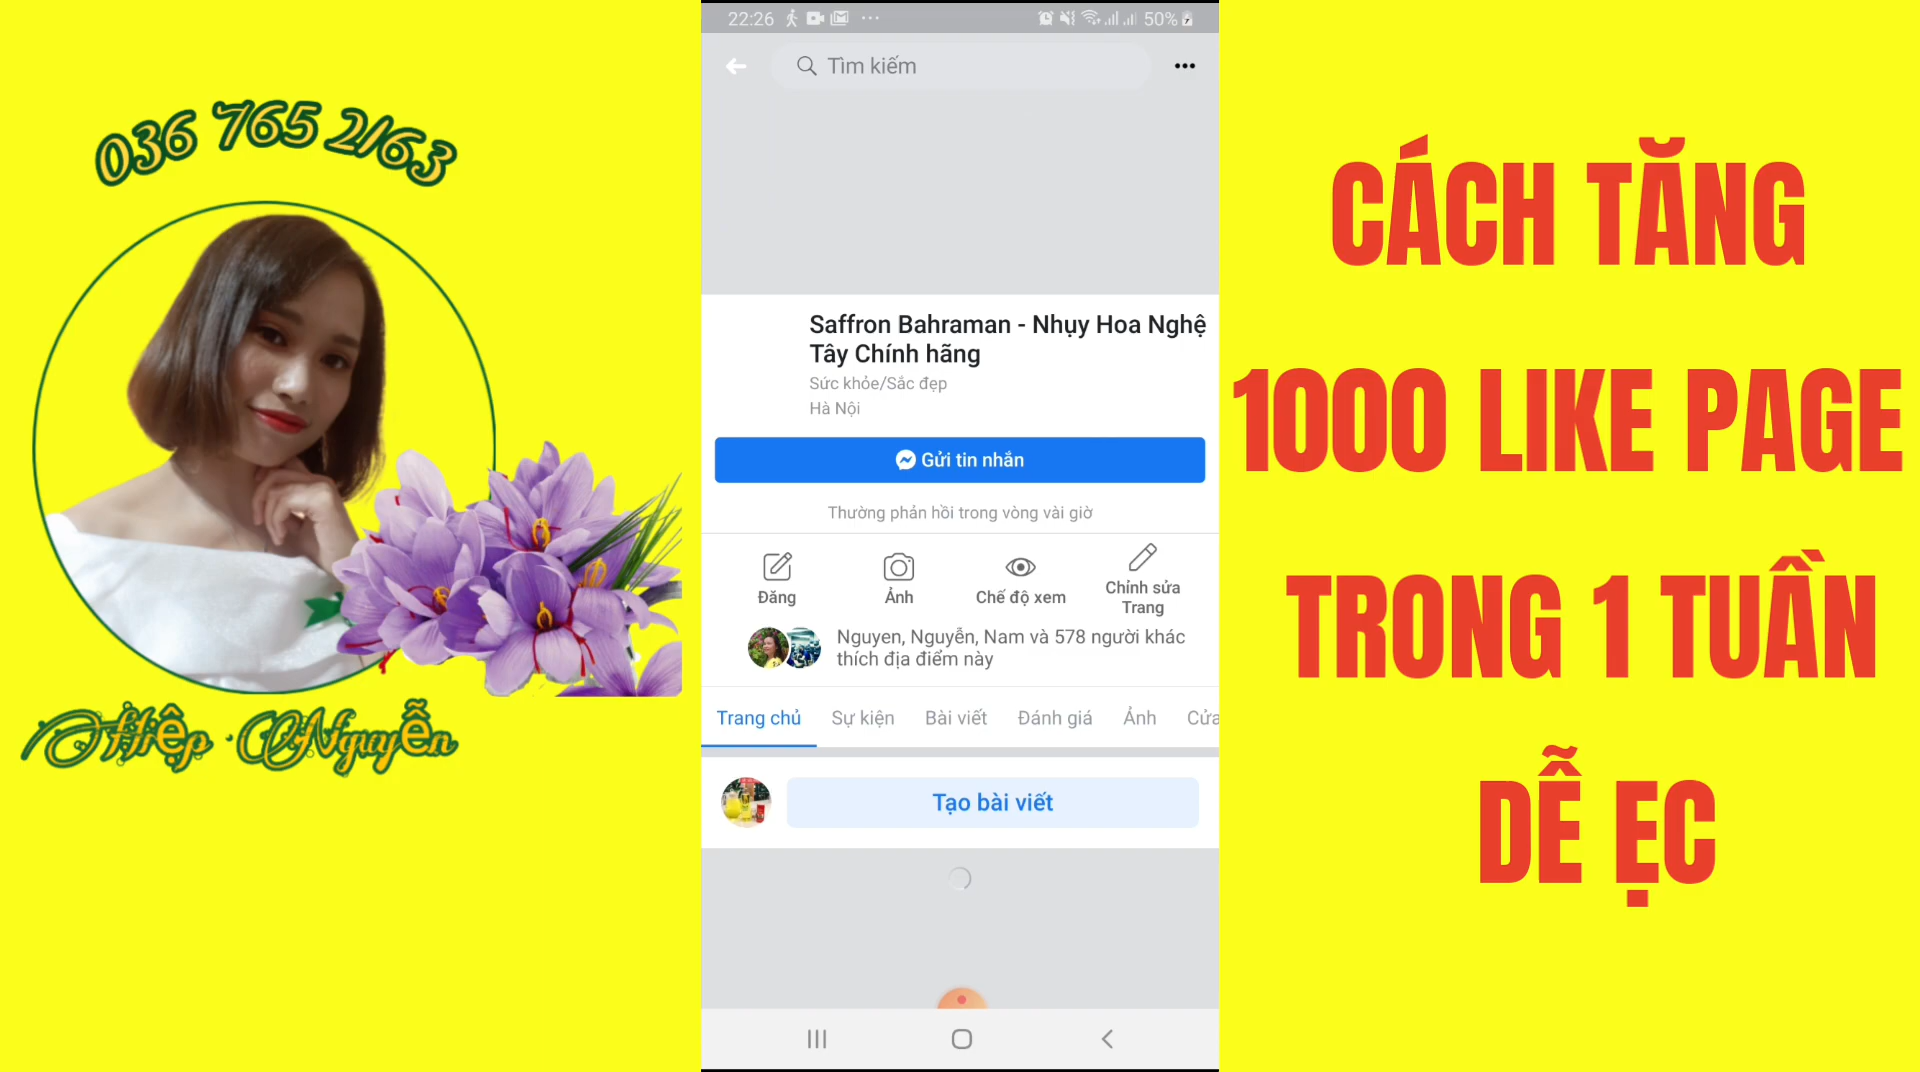 036 765 2163
Hiệp Nguyễn
22:26
50%
Tìm kiếm
Saffron Bahraman - Nhụy Hoa Nghệ
Tây Chính hãng
Sức khỏe/Sắc đẹp
Hà Nội
Gửi tin nhắn
Thường phản hồi trong vòng vài giờ
Đăng
Ảnh
Chế độ xem
Chỉnh sửa
Trang
Nguyen, Nguyễn, Nam và 578 người khác
thích địa điểm này
Trang chủ Sự kiện Bài viết Đánh giá Ảnh Cửa
Tạo bài viết
CÁCH TĂNG
1000 LIKE PAGE
TRONG 1 TUẦN
DỄ ẸC